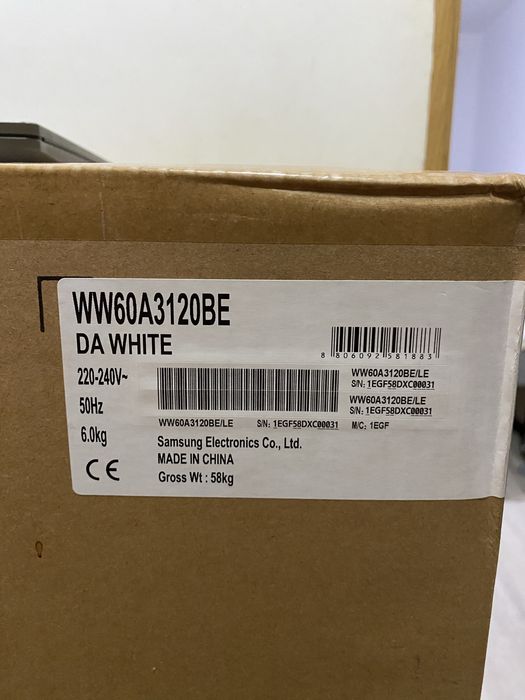 WW60A3120BE
DA WHITE
8 806092 581883
220-240V~
50Hz
6.0kg
WW60A3120BE/LE
S/N: 1EGF58DXC00031
WW60A3120BE/LE
S/N: 1EGF58DXC00031
WW60A3120BE/LE S/N: 1EGF58DXC00031 M/C: 1EGF
Samsung Electronics Co., Ltd.
MADE IN CHINA
Gross Wt : 58kg
CE